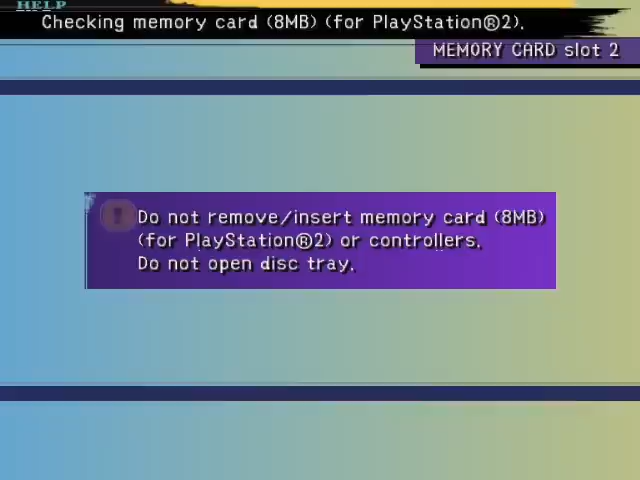 HELP
Checking memory card (8MB) (for PlayStation®2).
MEMORY CARD slot 2
! Do not remove/insert memory card (8MB)
(for PlayStation®2) or controllers.
Do not open disc tray.